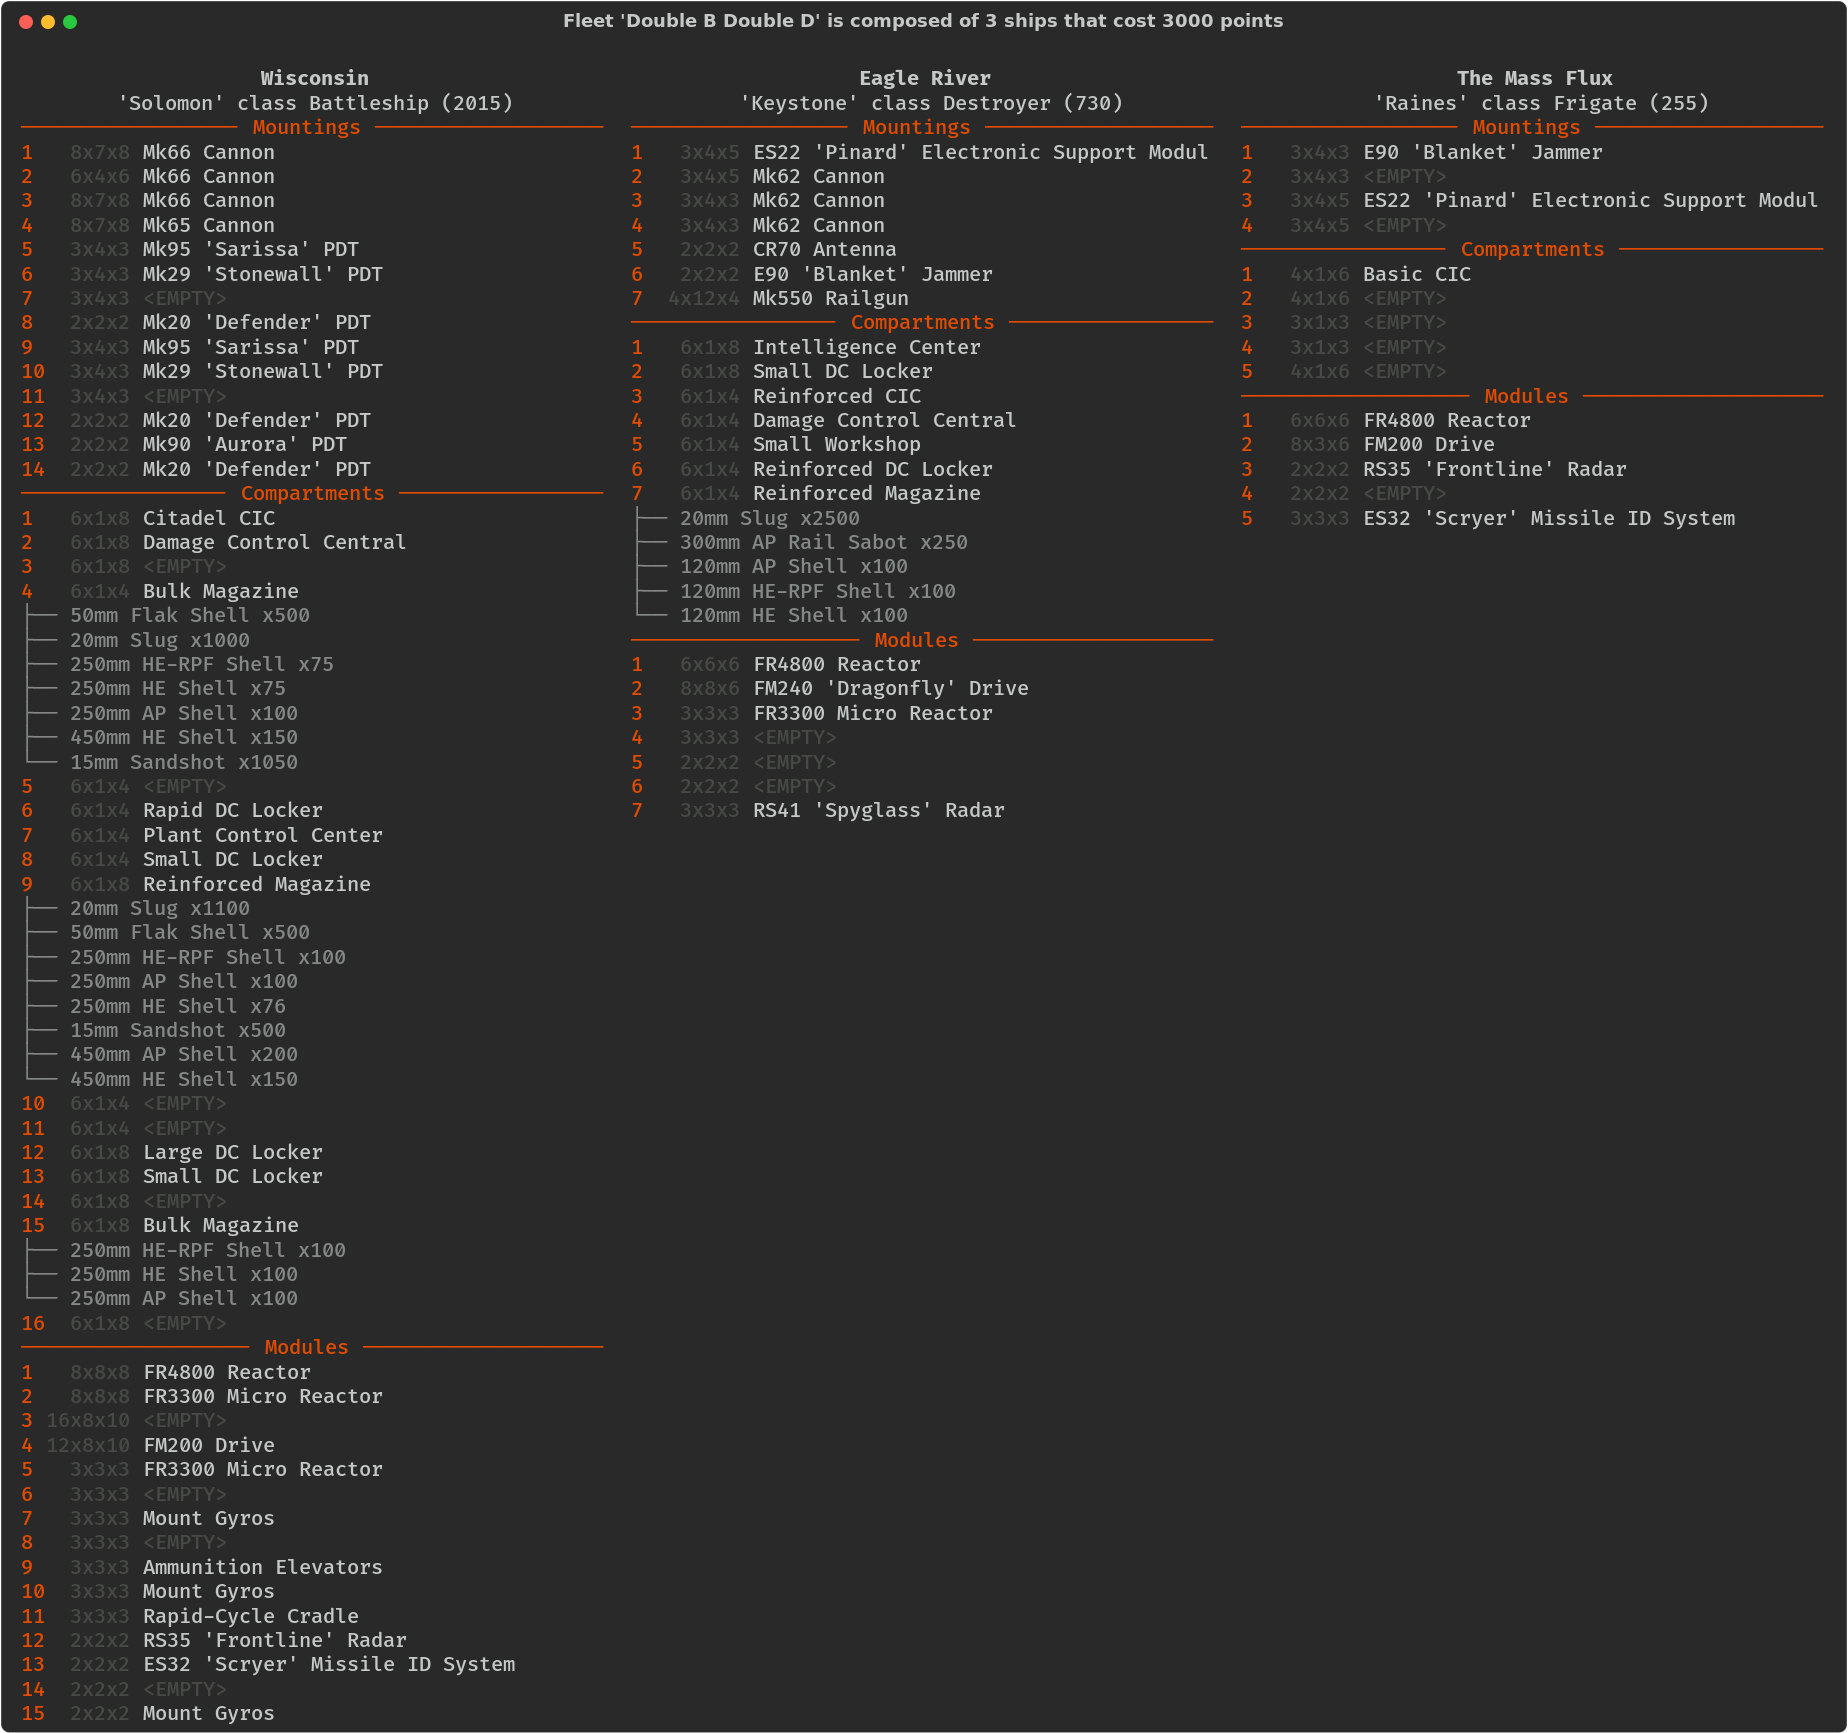 Fleet 'Double B Double D' is composed of 3 ships that cost 3000 points
Wisconsin
'Solomon' class Battleship (2015)
Mountings
1 8x7x8 Mk66 Cannon
2 6x4x6 Mk66 Cannon
3 8x7x8 Mk66 Cannon
4 8x7x8 Mk65 Cannon
5 3x4x3 Mk95 'Sarissa' PDT
6 3x4x3 Mk29 'Stonewall' PDT
7 3x4x3 <EMPTY>
8 2x2x2 Mk20 'Defender' PDT
9 3x4x3 Mk95 'Sarissa' PDT
10 3x4x3 Mk29 'Stonewall' PDT
11 3x4x3 <EMPTY>
12 2x2x2 Mk20 'Defender' PDT
13 2x2x2 Mk90 'Aurora' PDT
14 2x2x2 Mk20 'Defender' PDT
Compartments
1 6x1x8 Citadel CIC
2 6x1x8 Damage Control Central
3 6x1x8 <EMPTY>
4 6x1x4 Bulk Magazine
50mm Flak Shell x500
20mm Slug x1000
250mm HE-RPF Shell x75
250mm HE Shell x75
250mm AP Shell x100
450mm HE Shell x150
15mm Sandshot x1050
5 6x1x4 <EMPTY>
6 6x1x4 Rapid DC Locker
7 6x1x4 Plant Control Center
8 6x1x4 Small DC Locker
9 6x1x8 Reinforced Magazine
20mm Slug x1100
50mm Flak Shell x500
250mm HE-RPF Shell x100
250mm AP Shell x100
250mm HE Shell x76
15mm Sandshot x500
450mm AP Shell x200
450mm HE Shell x150
10 6x1x4 <EMPTY>
11 6x1x4 <EMPTY>
12 6x1x8 Large DC Locker
13 6x1x8 Small DC Locker
14 6x1x8 <EMPTY>
15 6x1x8 Bulk Magazine
250mm HE-RPF Shell x100
250mm HE Shell x100
250mm AP Shell x100
16 6x1x8 <EMPTY>
Modules
1 8x8x8 FR4800 Reactor
2 8x8x8 FR3300 Micro Reactor
3 16x8x10 <EMPTY>
4 12x8x10 FM200 Drive
5 3x3x3 FR3300 Micro Reactor
6 3x3x3 <EMPTY>
7 3x3x3 Mount Gyros
8 3x3x3 <EMPTY>
9 3x3x3 Ammunition Elevators
10 3x3x3 Mount Gyros
11 3x3x3 Rapid-Cycle Cradle
12 2x2x2 RS35 'Frontline' Radar
13 2x2x2 ES32 'Scryer' Missile ID System
14 2x2x2 <EMPTY>
15 2x2x2 Mount Gyros
Eagle River
'Keystone' class Destroyer (730)
Mountings
1 3x4x5 ES22 'Pinard' Electronic Support Modul
2 3x4x5 Mk62 Cannon
3 3x4x3 Mk62 Cannon
4 3x4x3 Mk62 Cannon
5 2x2x2 CR70 Antenna
6 2x2x2 E90 'Blanket' Jammer
7 4x12x4 Mk550 Railgun
Compartments
1 6x1x8 Intelligence Center
2 6x1x8 Small DC Locker
3 6x1x4 Reinforced CIC
4 6x1x4 Damage Control Central
5 6x1x4 Small Workshop
6 6x1x4 Reinforced DC Locker
7 6x1x4 Reinforced Magazine
20mm Slug x2500
300mm AP Rail Sabot x250
120mm AP Shell x100
120mm HE-RPF Shell x100
120mm HE Shell x100
Modules
1 6x6x6 FR4800 Reactor
2 8x8x6 FM240 'Dragonfly' Drive
3 3x3x3 FR3300 Micro Reactor
4 3x3x3 <EMPTY>
5 2x2x2 <EMPTY>
6 2x2x2 <EMPTY>
7 3x3x3 RS41 'Spyglass' Radar
The Mass Flux
'Raines' class Frigate (255)
Mountings
1 3x4x3 E90 'Blanket' Jammer
2 3x4x3 <EMPTY>
3 3x4x5 ES22 'Pinard' Electronic Support Modul
4 3x4x5 <EMPTY>
Compartments
1 4x1x6 Basic CIC
2 4x1x6 <EMPTY>
3 3x1x3 <EMPTY>
4 3x1x3 <EMPTY>
5 4x1x6 <EMPTY>
Modules
1 6x6x6 FR4800 Reactor
2 8x3x6 FM200 Drive
3 2x2x2 RS35 'Frontline' Radar
4 2x2x2 <EMPTY>
5 3x3x3 ES32 'Scryer' Missile ID System